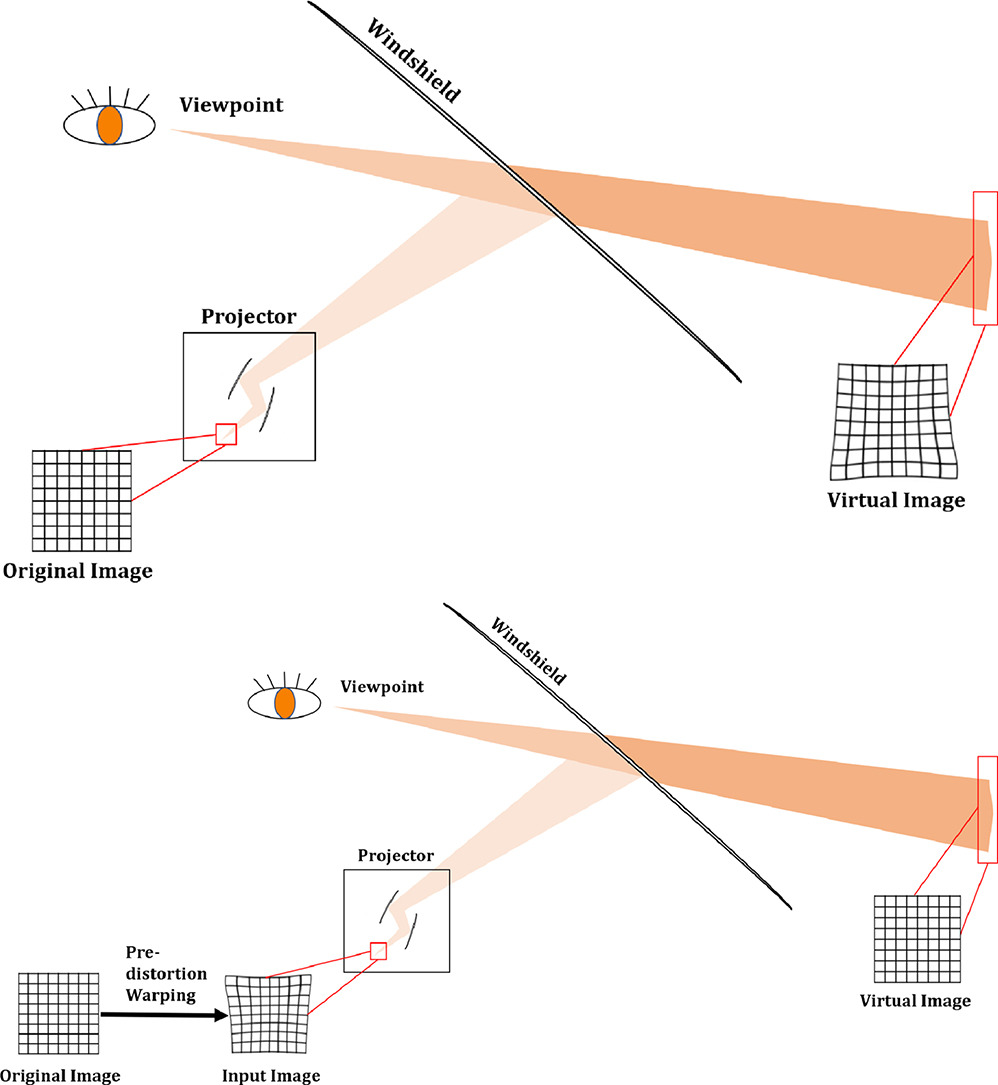 Windshield
Viewpoint
Projector
Virtual Image
Original Image
Windshield
Viewpoint
Projector
Pre-
distortion
Warping
Virtual Image
Original Image
Input Image